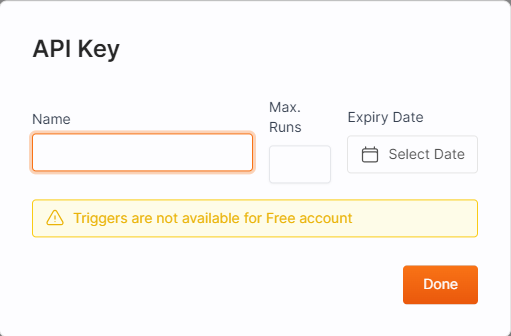 API Key
Name
Max.
Runs
Expiry Date
Select Date
Triggers are not available for Free account
Done